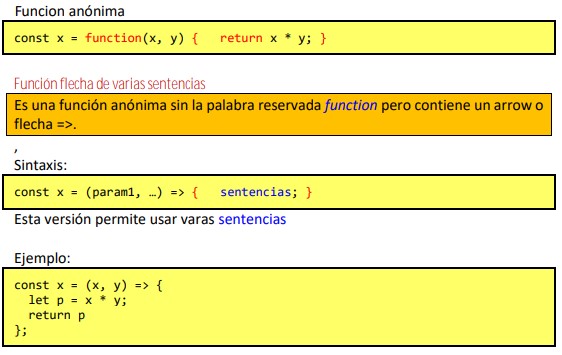 Funcion anónima
const x = function(x, y) {   return x * y; }
Función flecha de varias sentencias
Es una función anónima sin la palabra reservada function pero contiene un arrow o
flecha =>.
,
Sintaxis:
const x = (param1, …) => {   sentencias; }
Esta versión permite usar varas sentencias
Ejemplo:
const x = (x, y) => {
  let p = x * y;
  return p
};